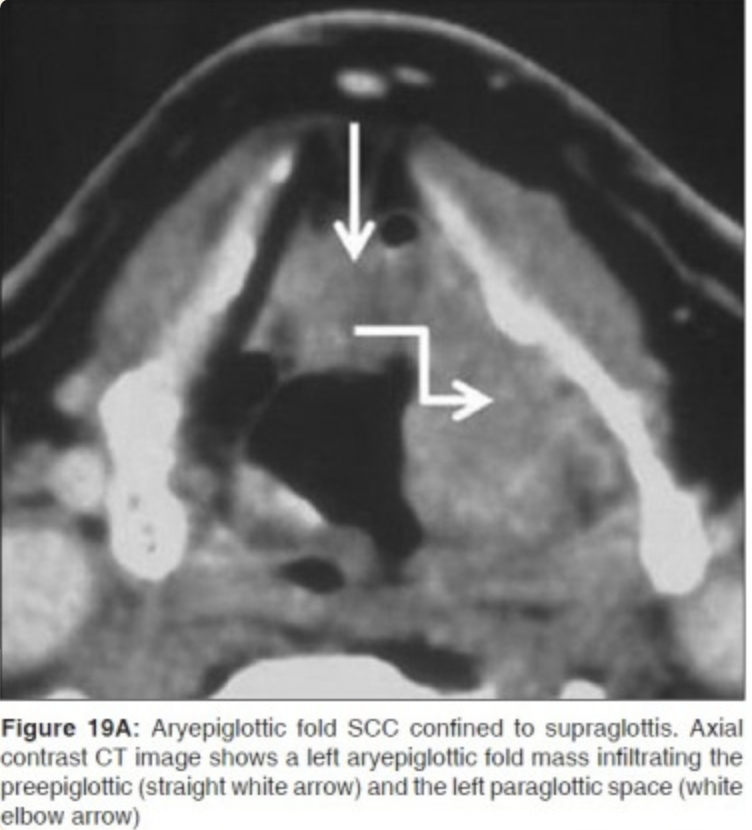 Figure 19A: Aryepiglottic fold SCC confined to supraglottis. Axial
contrast CT image shows a left aryepiglottic fold mass infiltrating the
preepiglottic (straight white arrow) and the left paraglottic space (white
elbow arrow)